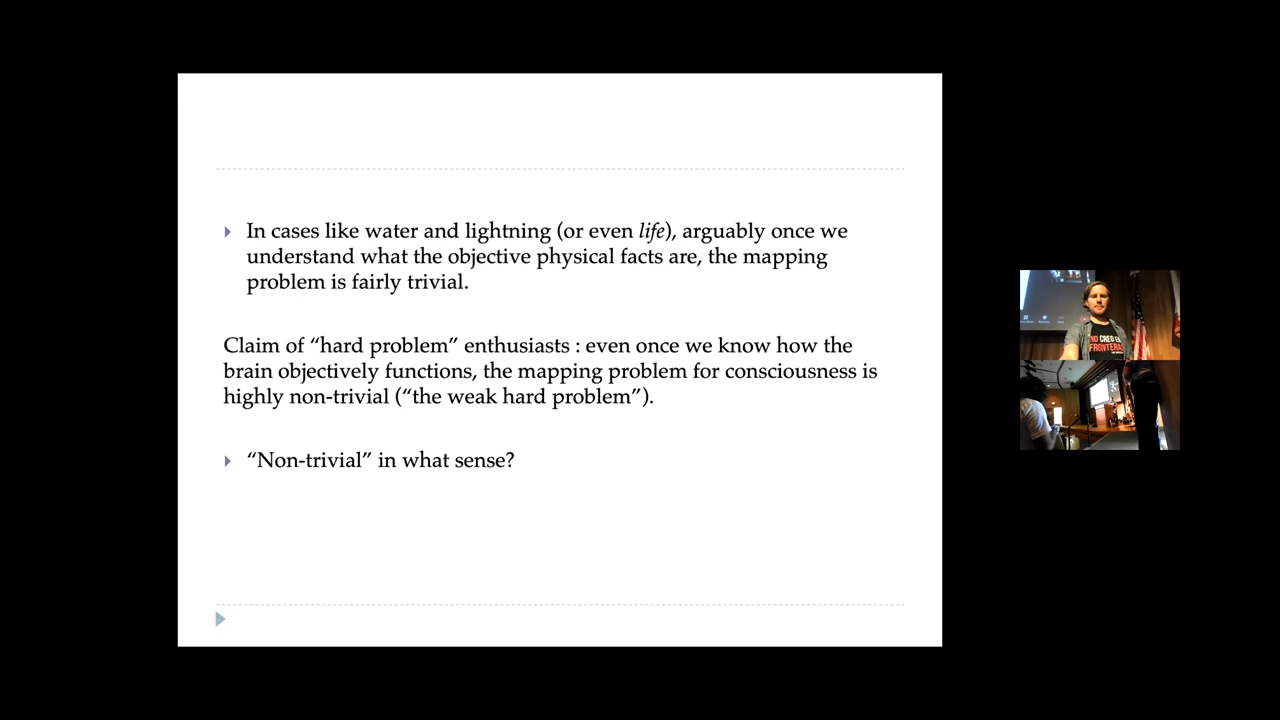 In cases like water and lightning (or even life), arguably once we
understand what the objective physical facts are, the mapping
problem is fairly trivial.
Claim of “hard problem” enthusiasts : even once we know how the
brain objectively functions, the mapping problem for consciousness is
highly non-trivial (“the weak hard problem”).
“Non-trivial” in what sense?
FRONTERAS